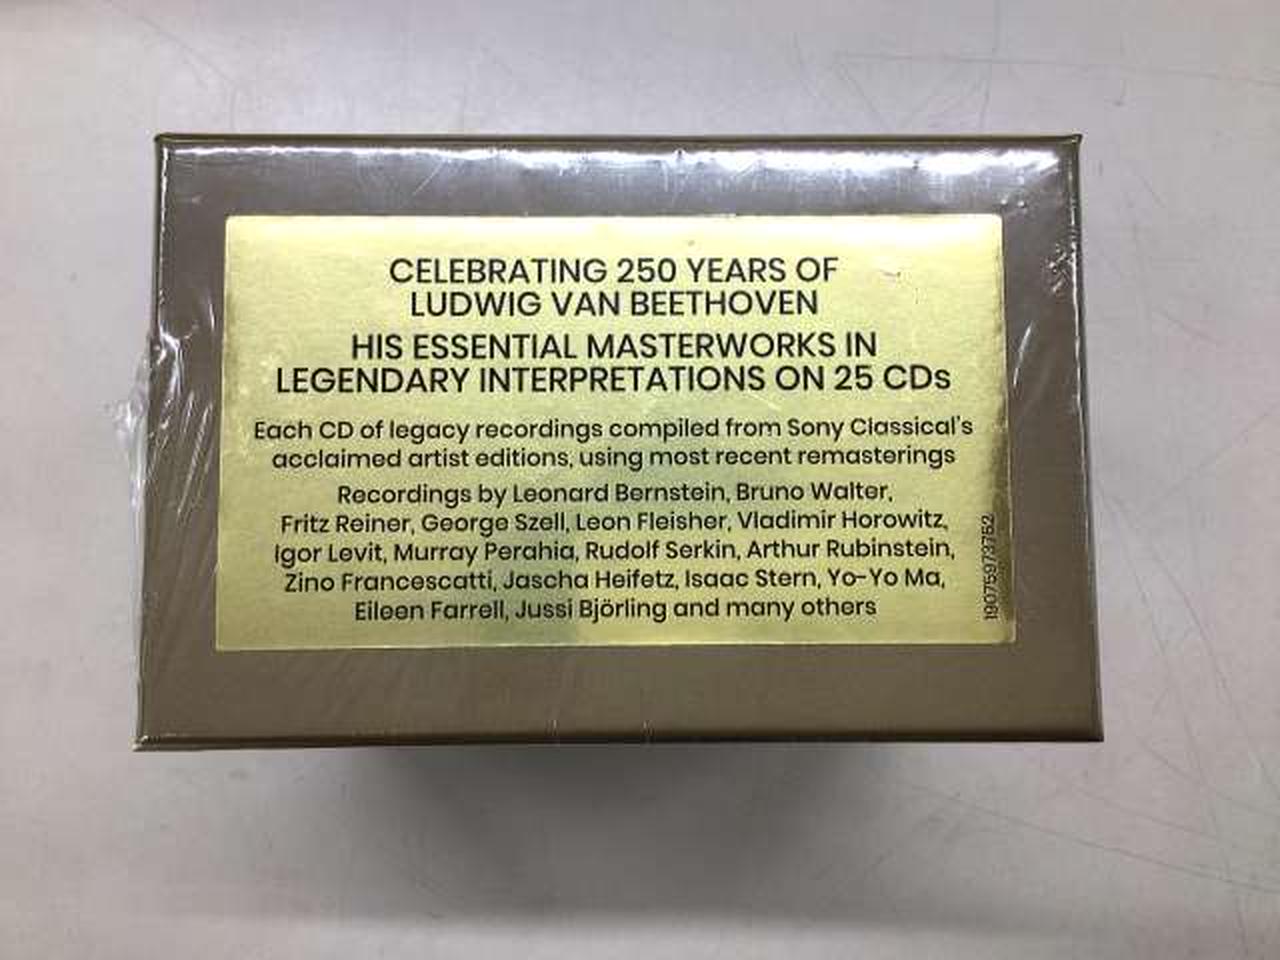 CELEBRATING 250 YEARS OF
LUDWIG VAN BEETHOVEN
HIS ESSENTIAL MASTERWORKS IN
LEGENDARY INTERPRETATIONS ON 25 CDs
Each CD of legacy recordings compiled from Sony Classical's
acclaimed artist editions, using most recent remasterings
Recordings by Leonard Bernstein, Bruno Walter,
Fritz Reiner, George Szell, Leon Fleisher, Vladimir Horowitz,
Igor Levit, Murray Perahia, Rudolf Serkin, Arthur Rubinstein,
Zino Francescatti, Jascha Heifetz, Isaac Stern, Yo-Yo Ma,
Eileen Farrell, Jussi Björling and many others
19075973752